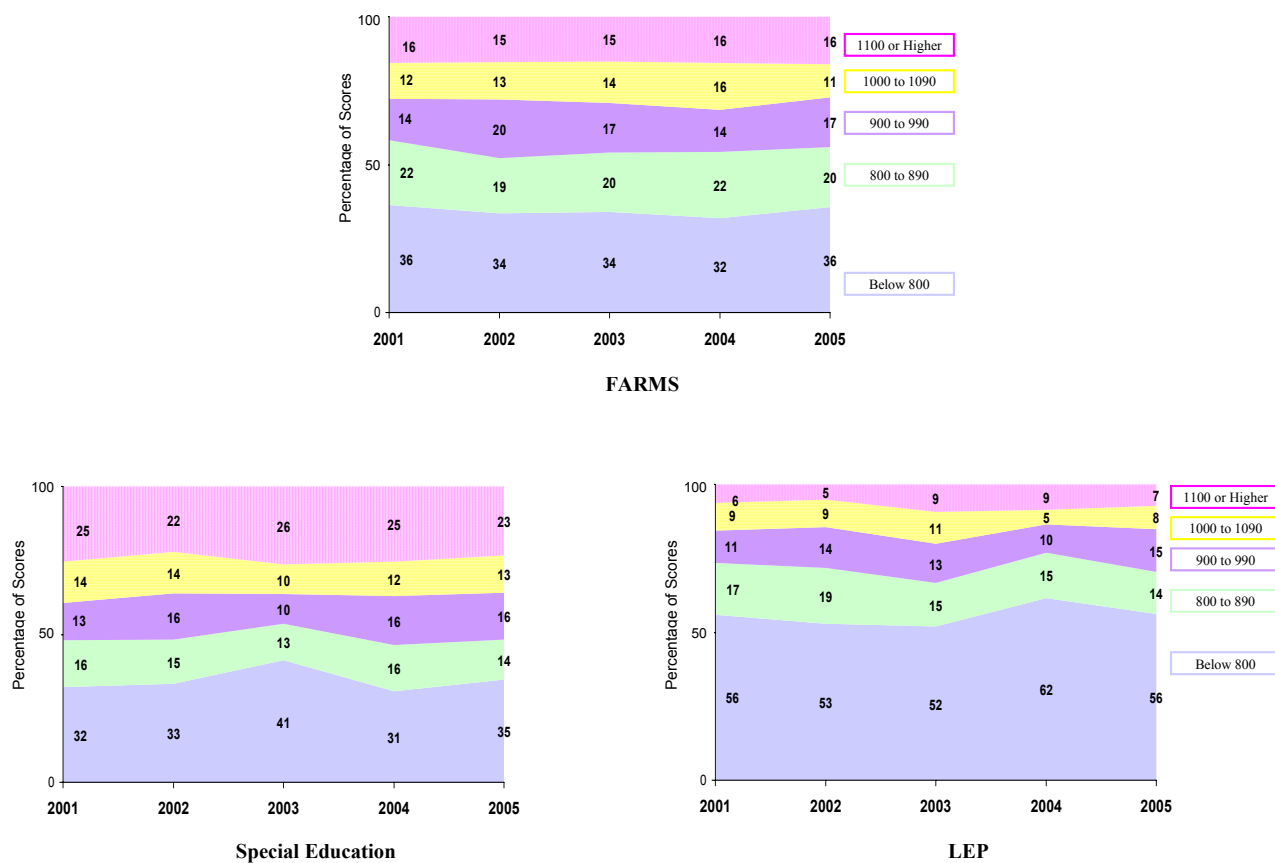 100
16 15 15 16 16
1100 or Higher
12 13 14 16 11
1000 to 1090
14 20 17 14 17
900 to 990
Percentage of Scores
50
22 19 20 22 20
800 to 890
36 34 34 32 36
Below 800
0
2001 2002 2003 2004 2005
FARMS
100
25 22 26 25 23
14 14 10 12 13
13 16 10 16 16
Percentage of Scores
50
16 15 13 16 14
32 33 41 31 35
0
2001 2002 2003 2004 2005
Special Education
100
6 5 9 9 7
1100 or Higher
9 9 11 5 8
1000 to 1090
11 14 13 10 15
900 to 990
Percentage of Scores
50
17 19 15 15 14
800 to 890
56 53 52 62 56
Below 800
0
2001 2002 2003 2004 2005
LEP